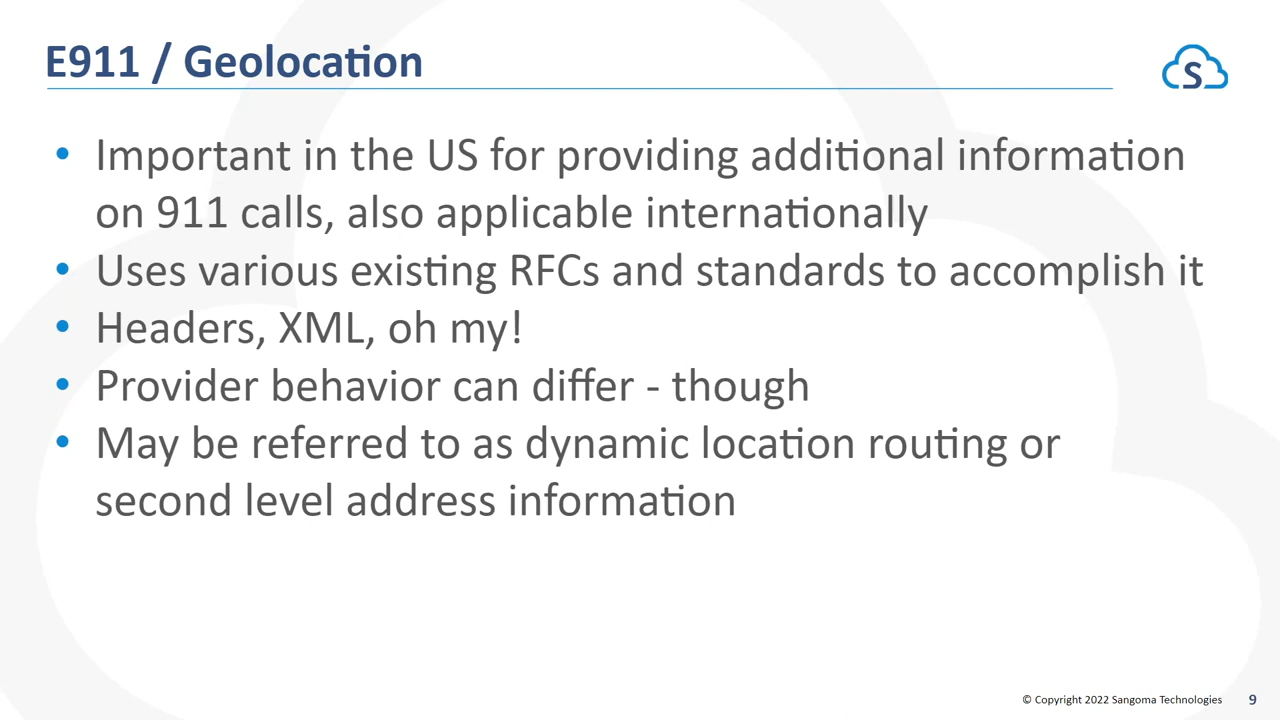 E911 / Geolocation
S
• Important in the US for providing additional information
on 911 calls, also applicable internationally
• Uses various existing RFCs and standards to accomplish it
• Headers, XML, oh my!
• Provider behavior can differ - though
• May be referred to as dynamic location routing or
second level address information
© Copyright 2022 Sangoma Technologies 9